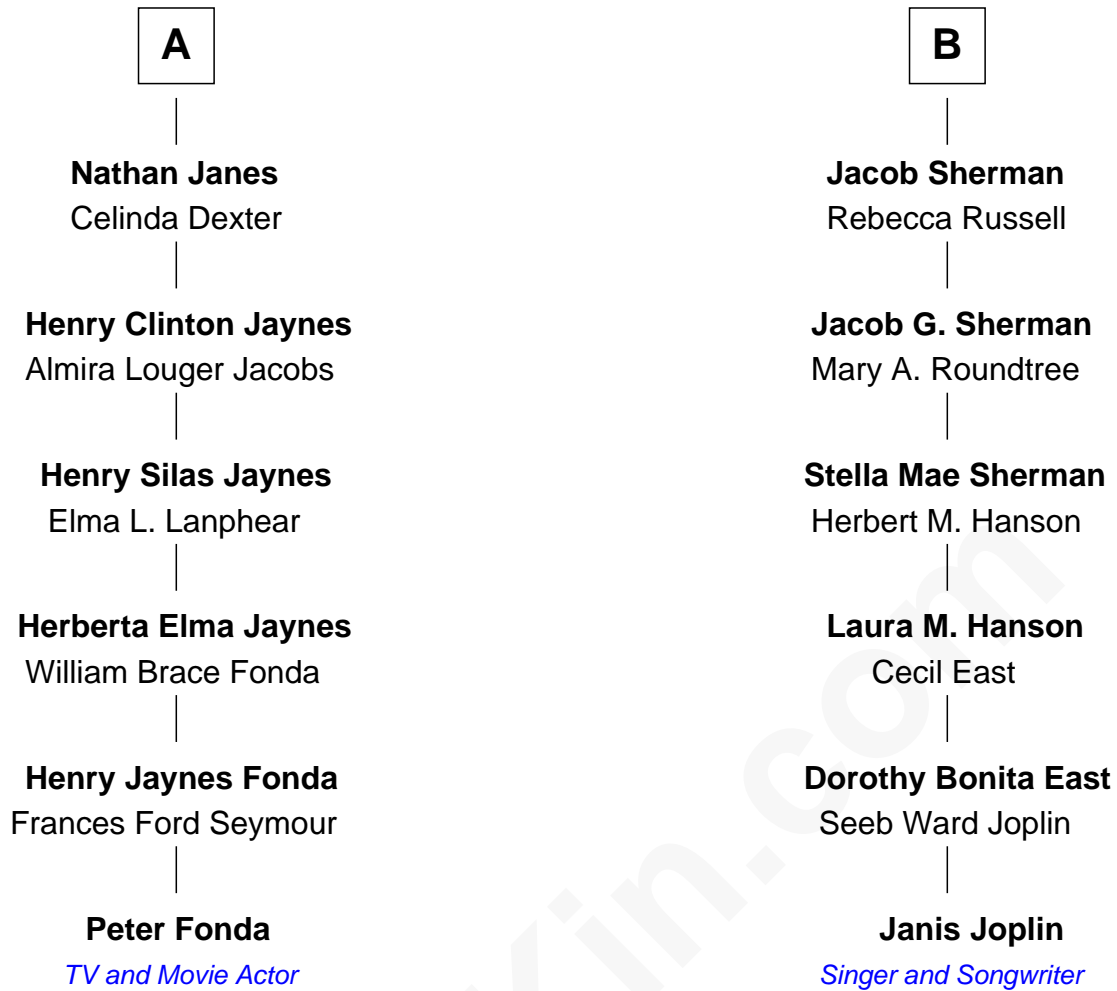 A
Nathan Janes
Celinda Dexter
Henry Clinton Jaynes
Almira Louger Jacobs
Henry Silas Jaynes
Elma L. Lanphear
Herberta Elma Jaynes
William Brace Fonda
Henry Jaynes Fonda
Frances Ford Seymour
Peter Fonda
TV and Movie Actor
B
Jacob Sherman
Rebecca Russell
Jacob G. Sherman
Mary A. Roundtree
Stella Mae Sherman
Herbert M. Hanson
Laura M. Hanson
Cecil East
Dorothy Bonita East
Seeb Ward Joplin
Janis Joplin
Singer and Songwriter
Kin.com